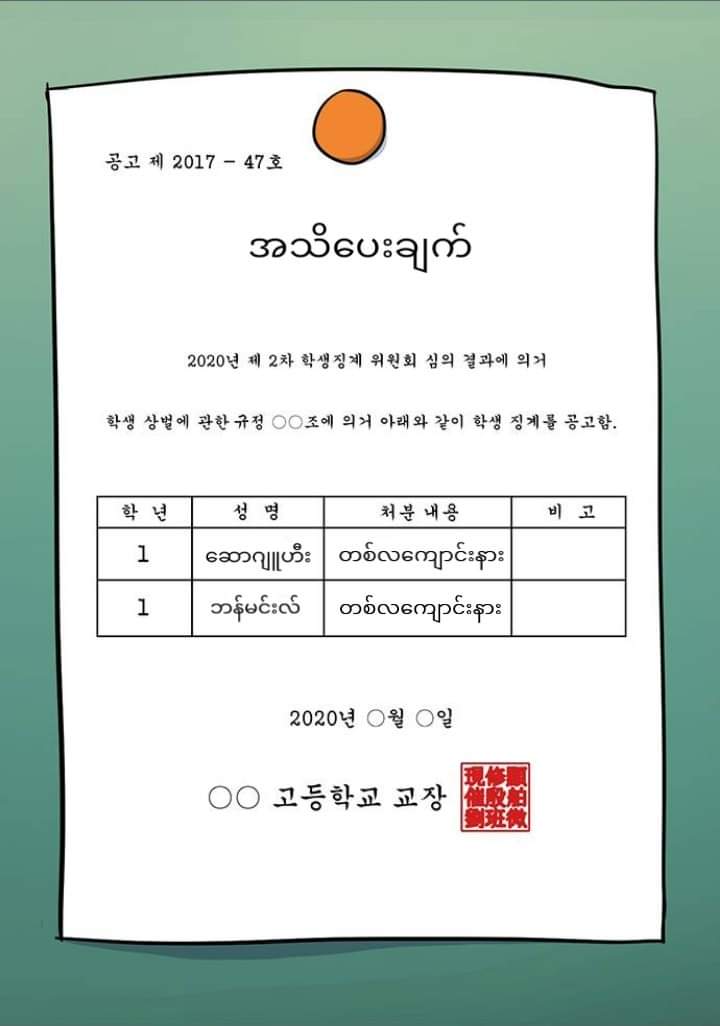 공고 제 2017 - 47호
အသိပေးချက်
2020년 제 2차 학생징계 위원회 심의 결과에 의거
학생 상벌에 관한 규정 ○○조에 의거 아래와 같이 학생 징계를 공고함.
학 년 성 명 처분 내용 비 고
1 ဆောဂျူဟီး တစ်လကျောင်းနား
1 ဘန်မင်းလ် တစ်လကျောင်းနား
2020년 ○월 ○일
○○ 고등학교 교장
現修顯
催殷舶
劉班微